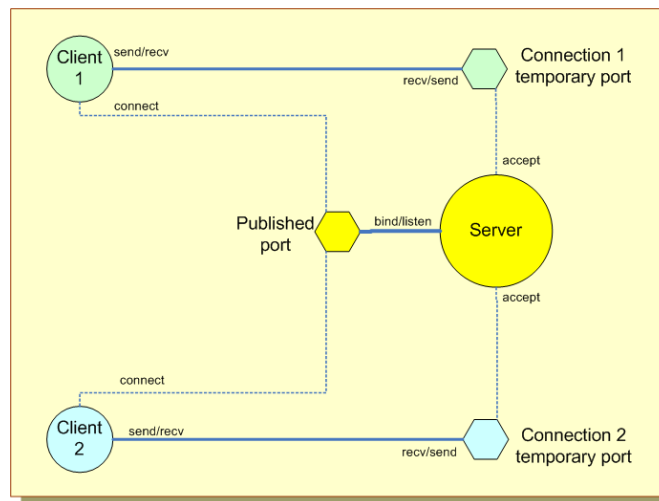 Client
1
send/recv
recv/send
Connection 1
temporary port
connect
accept
Published
port
bind/listen
Server
accept
connect
Client
2
send/recv
recv/send
Connection 2
temporary port